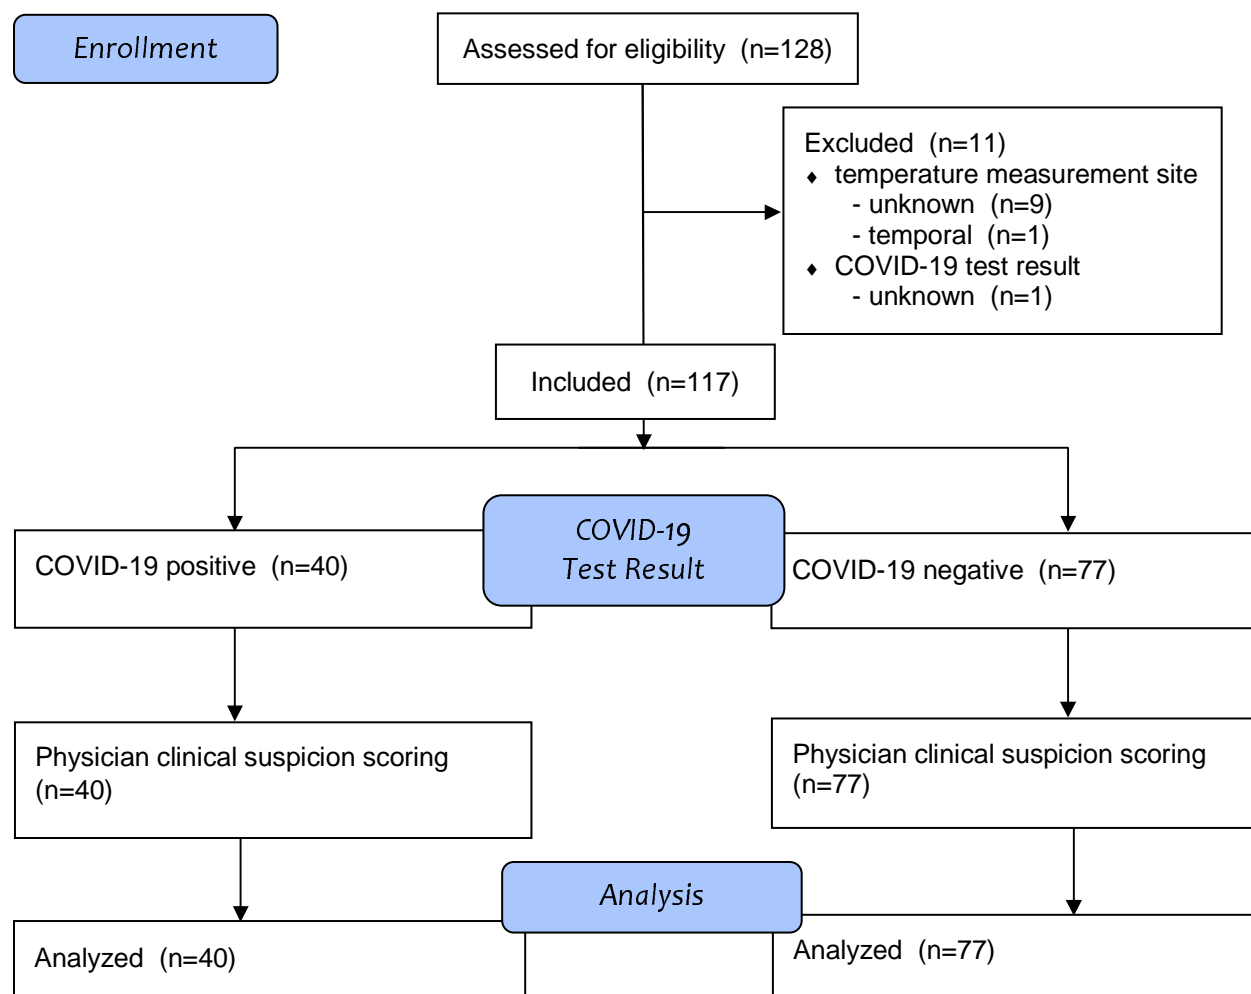 Enrollment
Assessed for eligibility (n=128)
Excluded (n=11)
♦ temperature measurement site
- unknown (n=9)
- temporal (n=1)
♦ COVID-19 test result
- unknown (n=1)
Included (n=117)
COVID-19
Test Result
COVID-19 positive (n=40)
COVID-19 negative (n=77)
Physician clinical suspicion scoring
(n=40)
Physician clinical suspicion scoring
(n=77)
Analysis
Analyzed (n=40)
Analyzed (n=77)